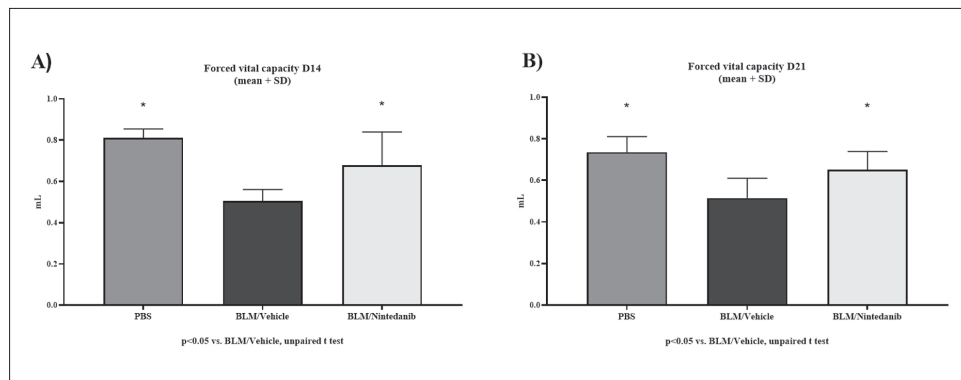 A)
Forced vital capacity D14
(mean + SD)
1.0
0.8
0.6
0.4
0.2
0.0
mL
*
*
PBS
BLM/Vehicle
BLM/Nintedanib
p<0.05 vs. BLM/Vehicle, unpaired t test
B)
Forced vital capacity D21
(mean + SD)
1.0
0.8
0.6
0.4
0.2
0.0
mL
*
*
PBS
BLM/Vehicle
BLM/Nintedanib
p<0.05 vs. BLM/Vehicle, unpaired t test